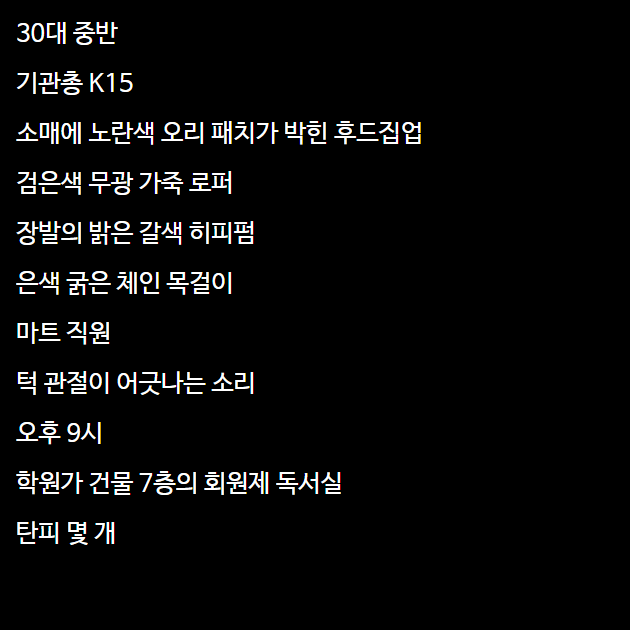 30대 중반
기관총 K15
소매에 노란색 오리 패치가 박힌 후드집업
검은색 무광 가죽 로퍼
장발의 밝은 갈색 히피펌
은색 굵은 체인 목걸이
마트 직원
턱 관절이 어긋나는 소리
오후 9시
학원가 건물 7층의 회원제 독서실
탄피 몇 개